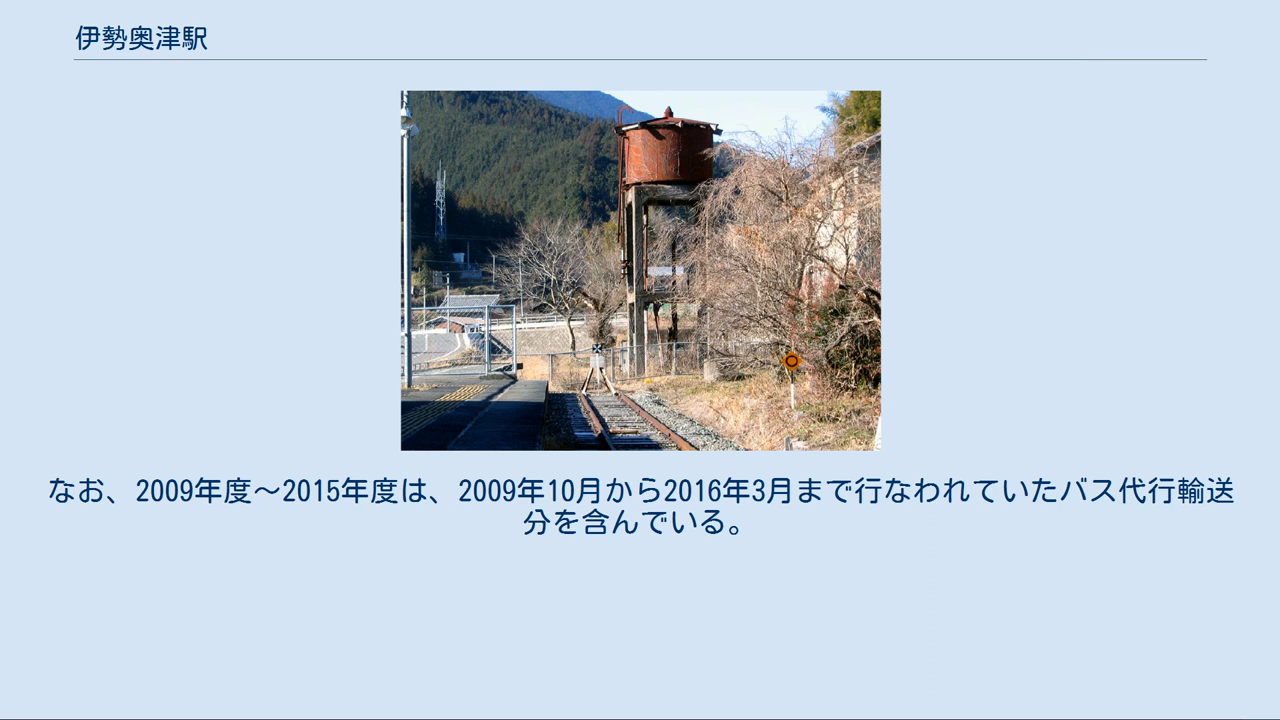 伊勢奥津駅
なお、2009年度～2015年度は、2009年10月から2016年3月まで行なわれていたバス代行輸送
分を含んでいる。